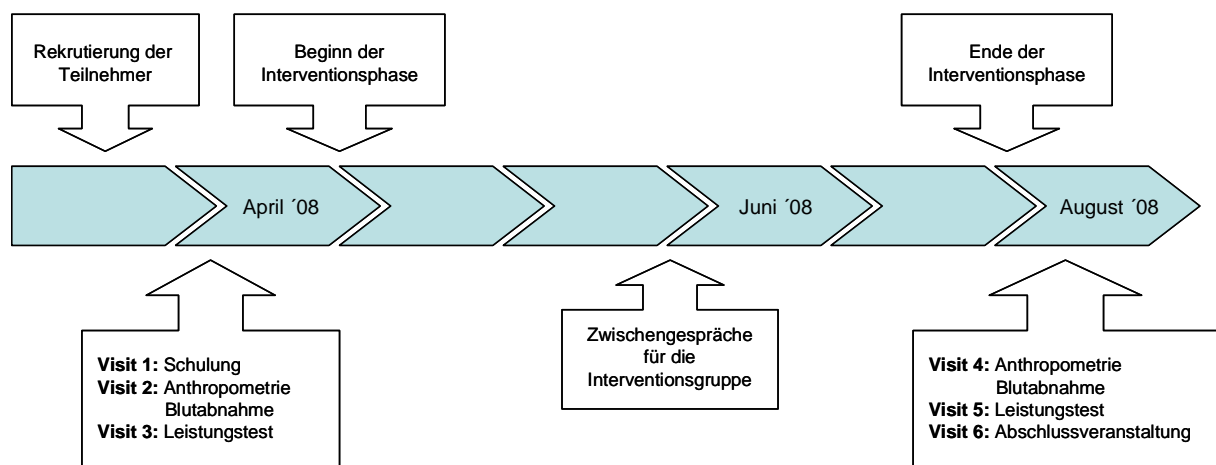 Rekrutierung der
Teilnehmer
Beginn der
Interventionsphase
Ende der
Interventionsphase
April ´08
Juni ´08
August ´08
Visit 1: Schulung
Visit 2: Anthropometrie
Blutabnahme
Visit 3: Leistungstest
Zwischengespräche
für die
Interventionsgruppe
Visit 4: Anthropometrie
Blutabnahme
Visit 5: Leistungstest
Visit 6: Abschlussveranstaltung